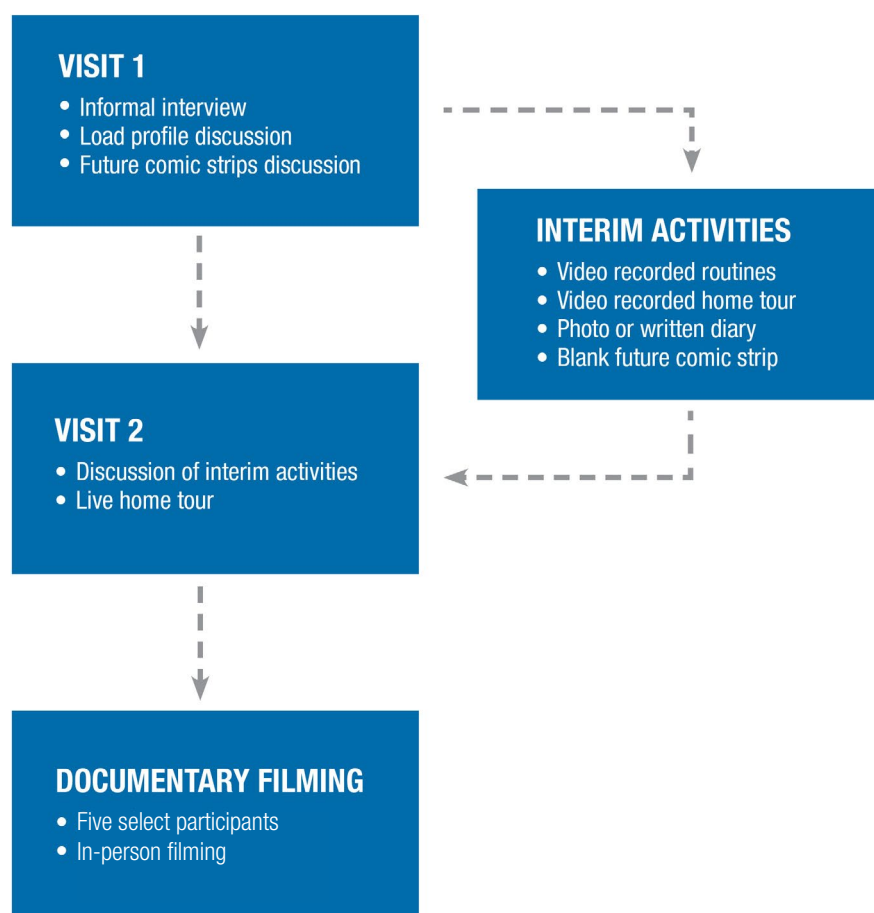 VISIT 1
• Informal interview
• Load profile discussion
• Future comic strips discussion
INTERIM ACTIVITIES
• Video recorded routines
• Video recorded home tour
• Photo or written diary
• Blank future comic strip
VISIT 2
• Discussion of interim activities
• Live home tour
DOCUMENTARY FILMING
• Five select participants
• In-person filming